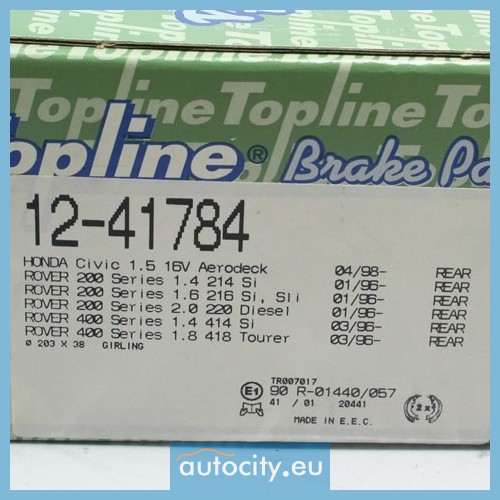 Topline Topline Topline
Topline® Brake Pa
12-41784
HONDA Civic 1.5 16V Aerodeck 04/98- REAR
ROVER 200 Series 1.4 214 Si 01/96- REAR
ROVER 200 Series 1.6 216 Si, Sli 01/96- REAR
ROVER 200 Series 2.0 220 Diesel 01/96- REAR
ROVER 400 Series 1.4 414 Si 03/96- REAR
ROVER 400 Series 1.8 418 Tourer 03/96- REAR
Ø 203 X 38 GIRLING
TR007017
E1 90 R-01440/057 2x
41 / 01 20441
MADE IN E.E.C.
autocity.eu